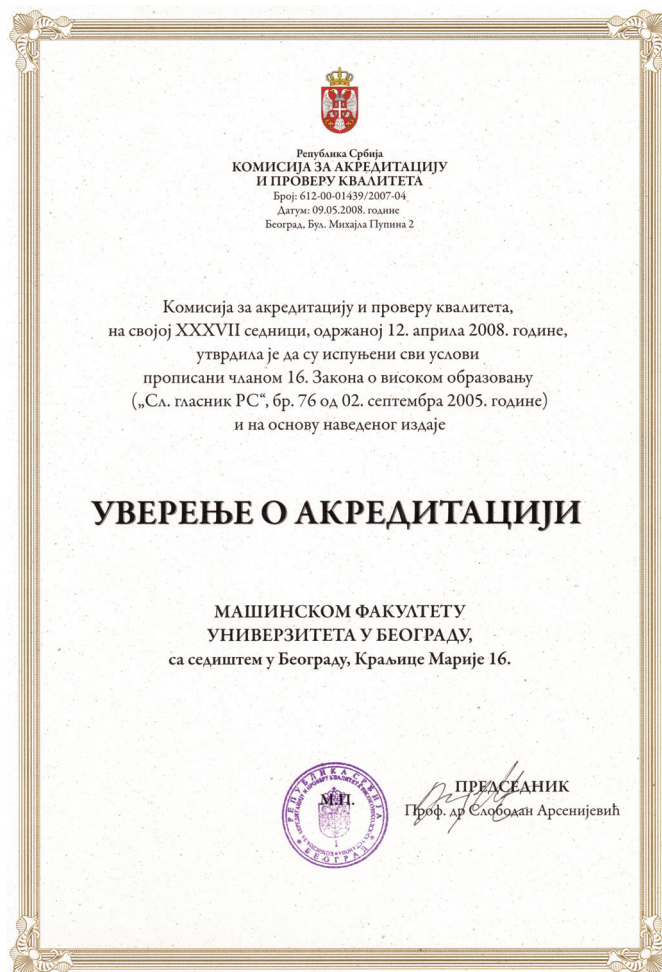 Република Србија
КОМИСИЈА ЗА АКРЕДИТАЦИЈУ
И ПРОВЕРУ КВАЛИТЕТА
Број: 612-00-01439/2007-04
Датум: 09.05.2008. године
Београд, Бул. Михајла Пупина 2
Комисија за акредитацију и проверу квалитета,
на својој XXXVII седници, одржаној 12. априла 2008. године,
утврдила је да су испуњени сви услови
прописани чланом 16. Закона о високом образовању
(„Сл. гласник РС“, бр. 76 од 02. септембра 2005. године)
и на основу наведеног издаје
УВЕРЕЊЕ О АКРЕДИТАЦИЈИ
МАШИНСКОМ ФАКУЛТЕТУ
УНИВЕРЗИТЕТА У БЕОГРАДУ,
са седиштем у Београду, Краљице Марије 16.
РЕПУБЛИКА СРБИЈА
БЕОГРАД
М.П.
ПРЕДСЕДНИК
Проф. др Слободан Арсенијевић